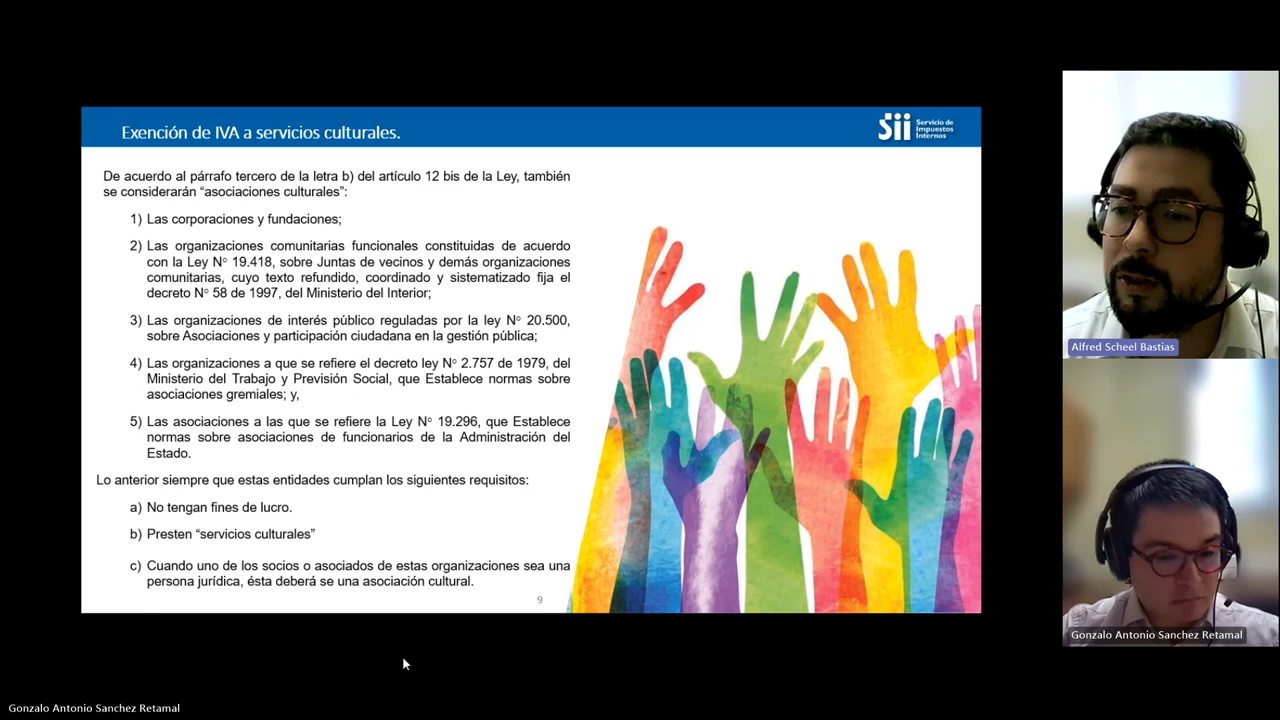 Exención de IVA a servicios culturales.
Sii Servicio de
Impuestos
Internos
De acuerdo al párrafo tercero de la letra b) del artículo 12 bis de la Ley, también
se considerarán “asociaciones culturales”:
1) Las corporaciones y fundaciones;
2) Las organizaciones comunitarias funcionales constituidas de acuerdo
con la Ley N° 19.418, sobre Juntas de vecinos y demás organizaciones
comunitarias, cuyo texto refundido, coordinado y sistematizado fija el
decreto N° 58 de 1997, del Ministerio del Interior;
3) Las organizaciones de interés público reguladas por la ley N° 20.500,
sobre Asociaciones y participación ciudadana en la gestión pública;
4) Las organizaciones a que se refiere el decreto ley N° 2.757 de 1979, del
Ministerio del Trabajo y Previsión Social, que Establece normas sobre
asociaciones gremiales; y,
5) Las asociaciones a las que se refiere la Ley N° 19.296, que Establece
normas sobre asociaciones de funcionarios de la Administración del
Estado.
Lo anterior siempre que estas entidades cumplan los siguientes requisitos:
a) No tengan fines de lucro.
b) Presten “servicios culturales”
c) Cuando uno de los socios o asociados de estas organizaciones sea una
persona jurídica, ésta deberá se una asociación cultural.
9
Alfred Scheel Bastias
Gonzalo Antonio Sanchez Retamal
Gonzalo Antonio Sanchez Retamal